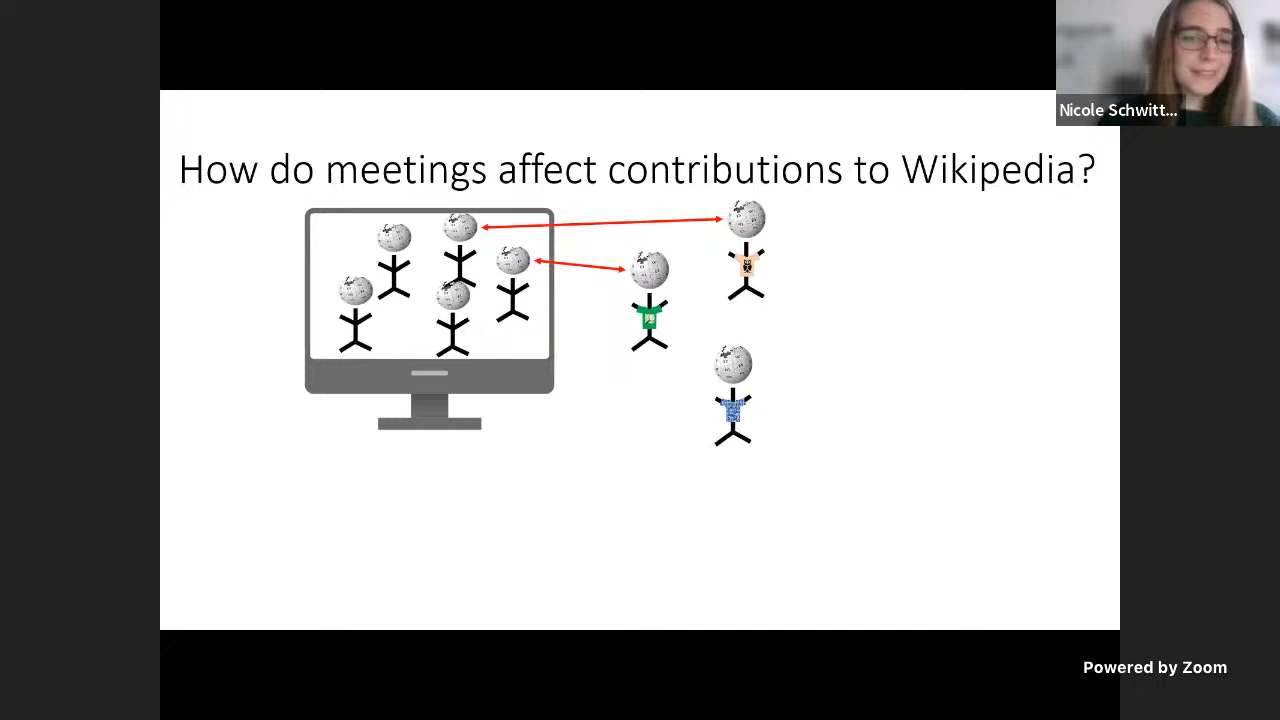 Nicole Schwitt...
How do meetings affect contributions to Wikipedia?
Powered by Zoom